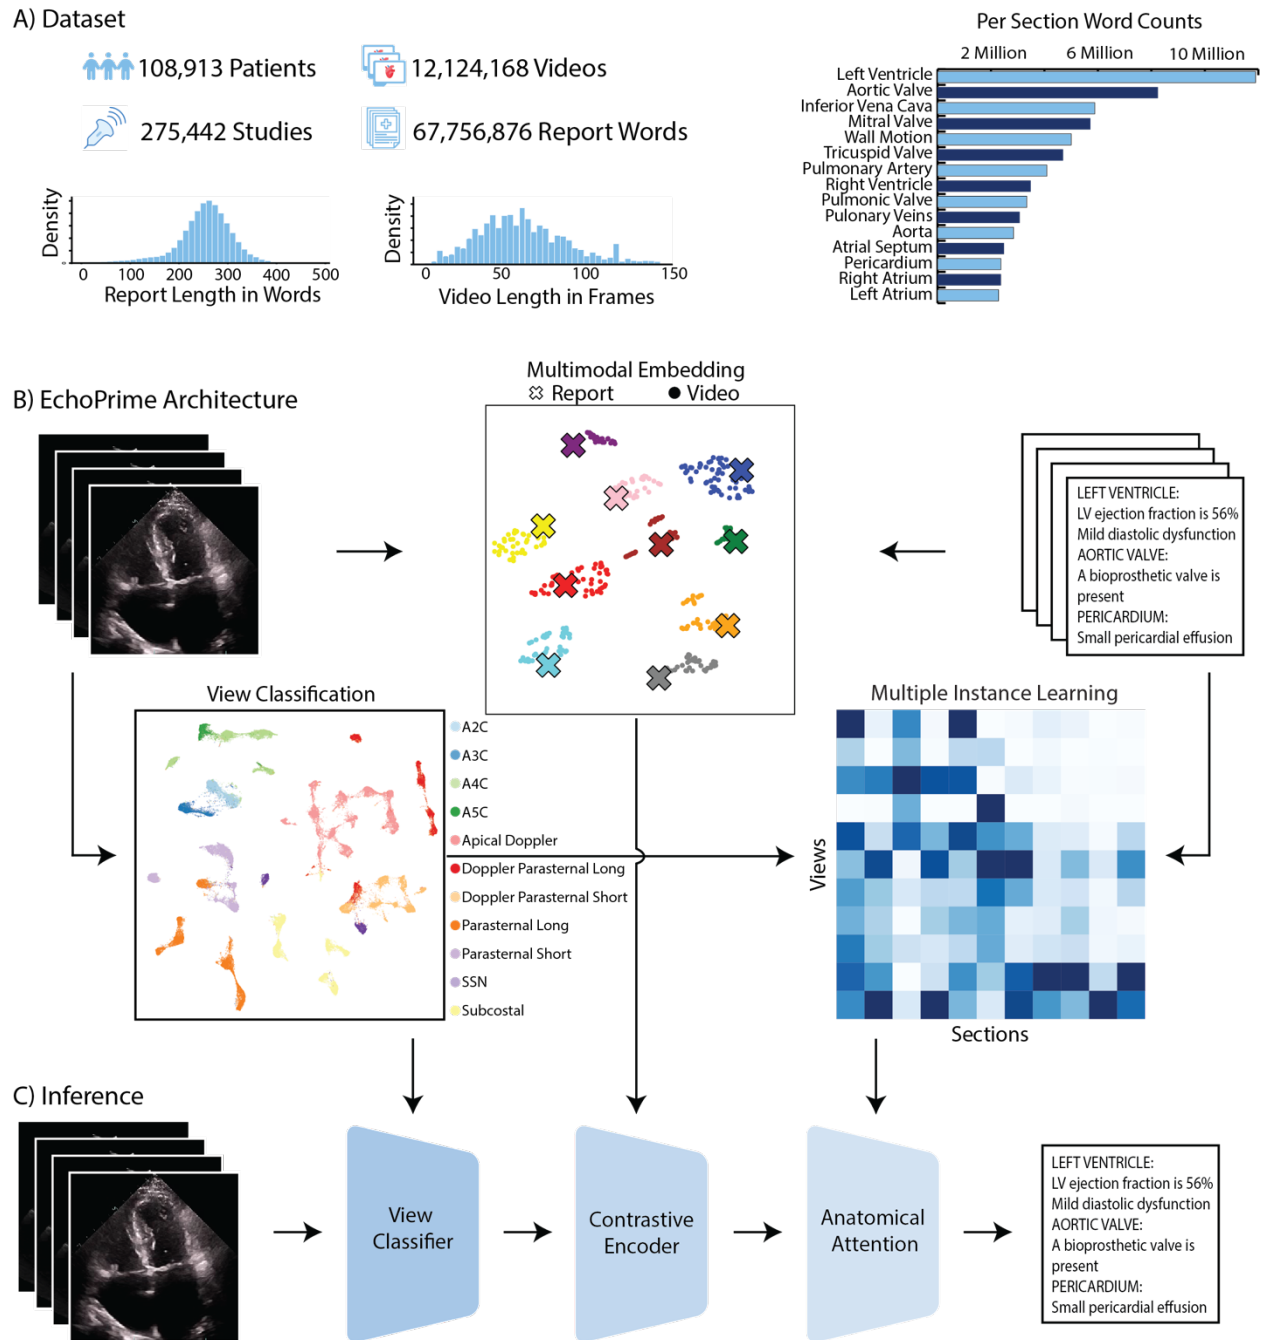 A) Dataset
108,913 Patients
12,124,168 Videos
275,442 Studies
67,756,876 Report Words
Density
0 100 200 300 400 500
Report Length in Words
Density
0 50 100 150
Video Length in Frames
Per Section Word Counts
2 Million 6 Million 10 Million
Left Ventricle
Aortic Valve
Inferior Vena Cava
Mitral Valve
Wall Motion
Tricuspid Valve
Pulmonary Artery
Right Ventricle
Pulmonic Valve
Pulonary Veins
Aorta
Atrial Septum
Pericardium
Right Atrium
Left Atrium
B) EchoPrime Architecture
Multimodal Embedding
Report Video
LEFT VENTRICLE:
LV ejection fraction is 56%
Mild diastolic dysfunction
AORTIC VALVE:
A bioprosthetic valve is
present
PERICARDIUM:
Small pericardial effusion
View Classification
A2C
A3C
A4C
A5C
Apical Doppler
Doppler Parasternal Long
Doppler Parasternal Short
Parasternal Long
Parasternal Short
SSN
Subcostal
Multiple Instance Learning
Views
Sections
C) Inference
View
Classifier
Contrastive
Encoder
Anatomical
Attention
LEFT VENTRICLE:
LV ejection fraction is 56%
Mild diastolic dysfunction
AORTIC VALVE:
A bioprosthetic valve is
present
PERICARDIUM:
Small pericardial effusion